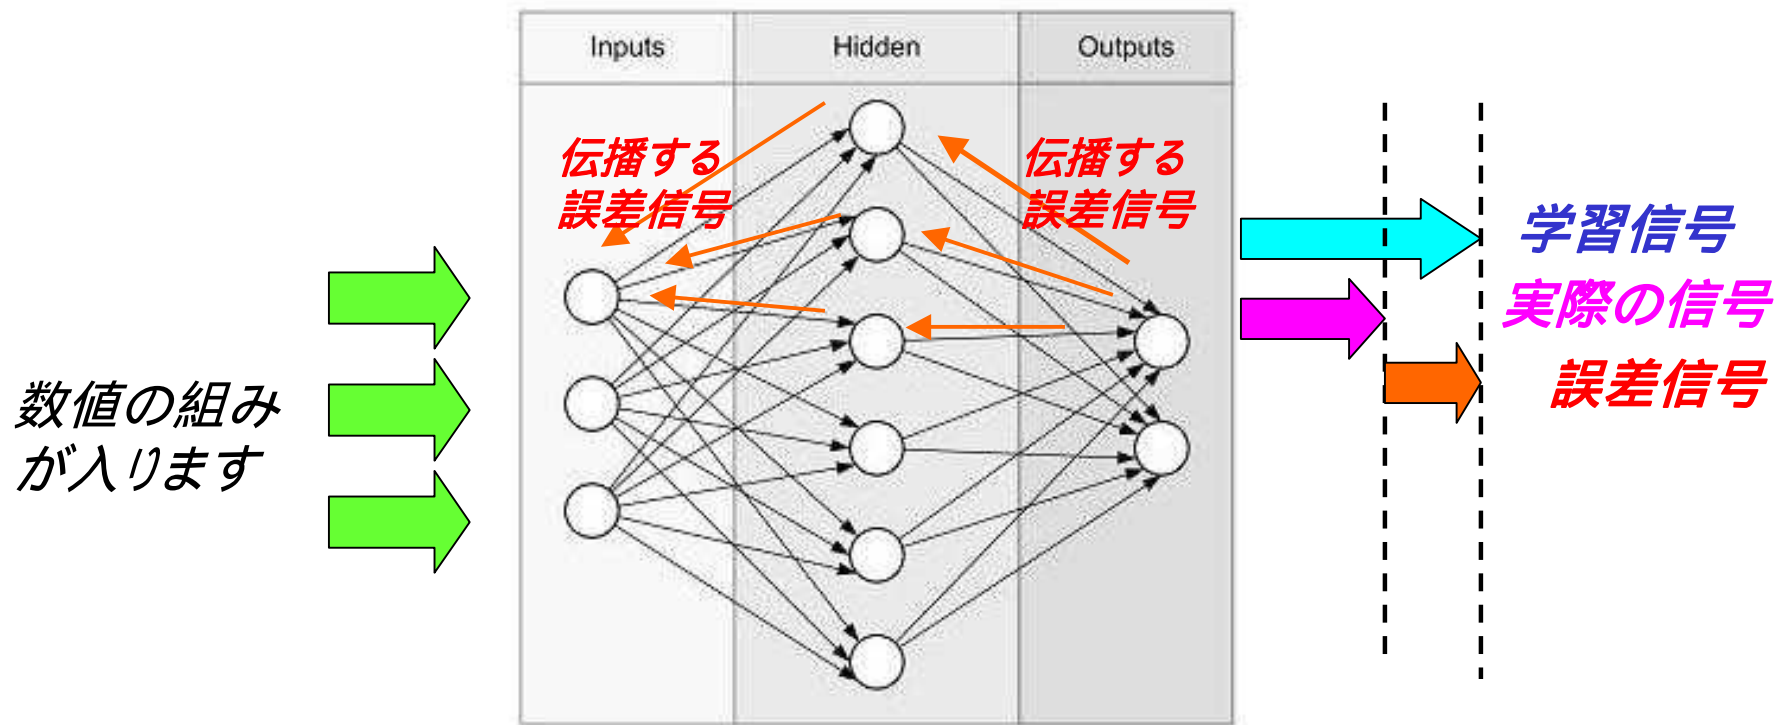 Inputs
Hidden
Outputs
伝播する
誤差信号
伝播する
誤差信号
学習信号
実際の信号
誤差信号
数値の組み
が入ります